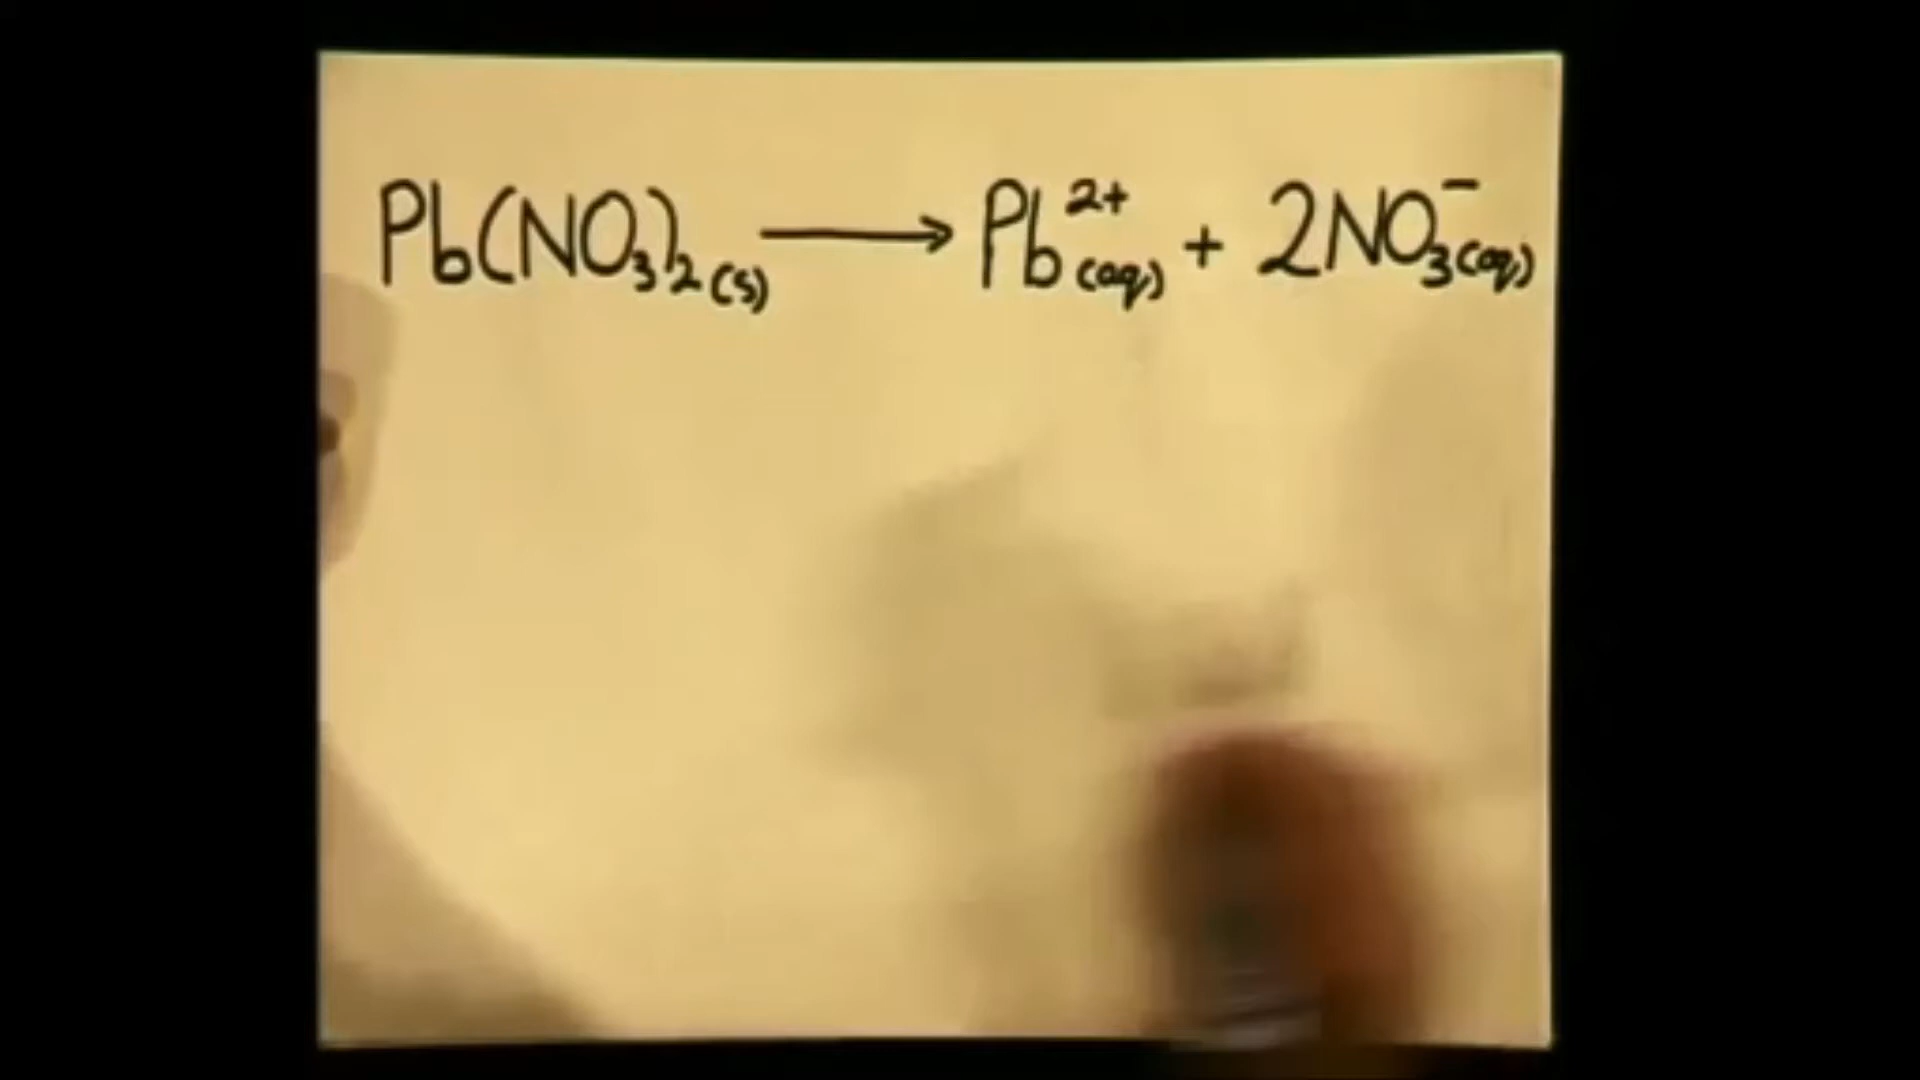 Pb(NO₃)₂(s) ⟶ Pb²⁺(aq) + 2NO₃⁻(aq)